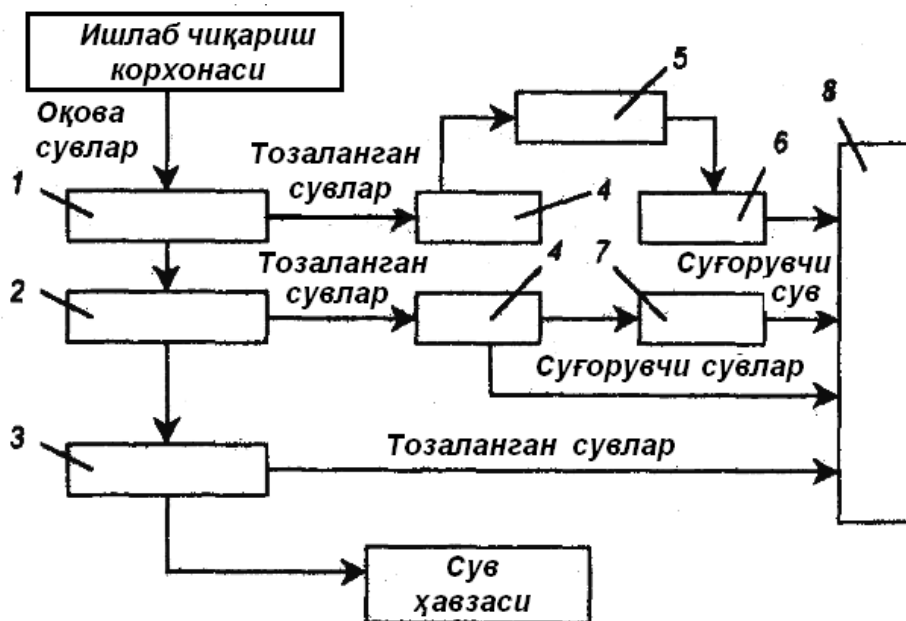 Ишлаб чиқариш
корхонаси
Оқова
сувлар
5
8
Тозаланган
сувлар
1
4
6
Тозаланган
сувлар
2
4
7
Суғорувчи
сув
Суғорувчи сувлар
3
Тозаланган сувлар
Сув
ҳавзаси